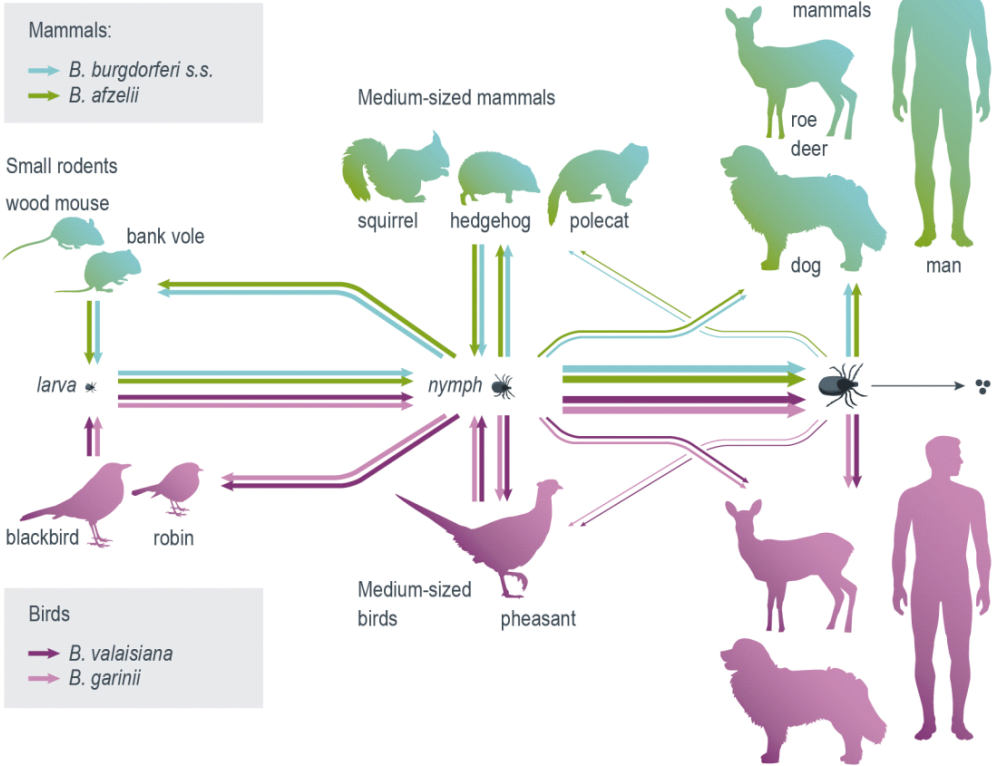 Mammals:
B. burgdorferi s.s.
B. afzelii
Small rodents
wood mouse
bank vole
Medium-sized mammals
squirrel
hedgehog
polecat
mammals
roe
deer
dog
man
larva
nymph
blackbird
robin
Medium-sized
birds
pheasant
Birds
B. valaisiana
B. garinii